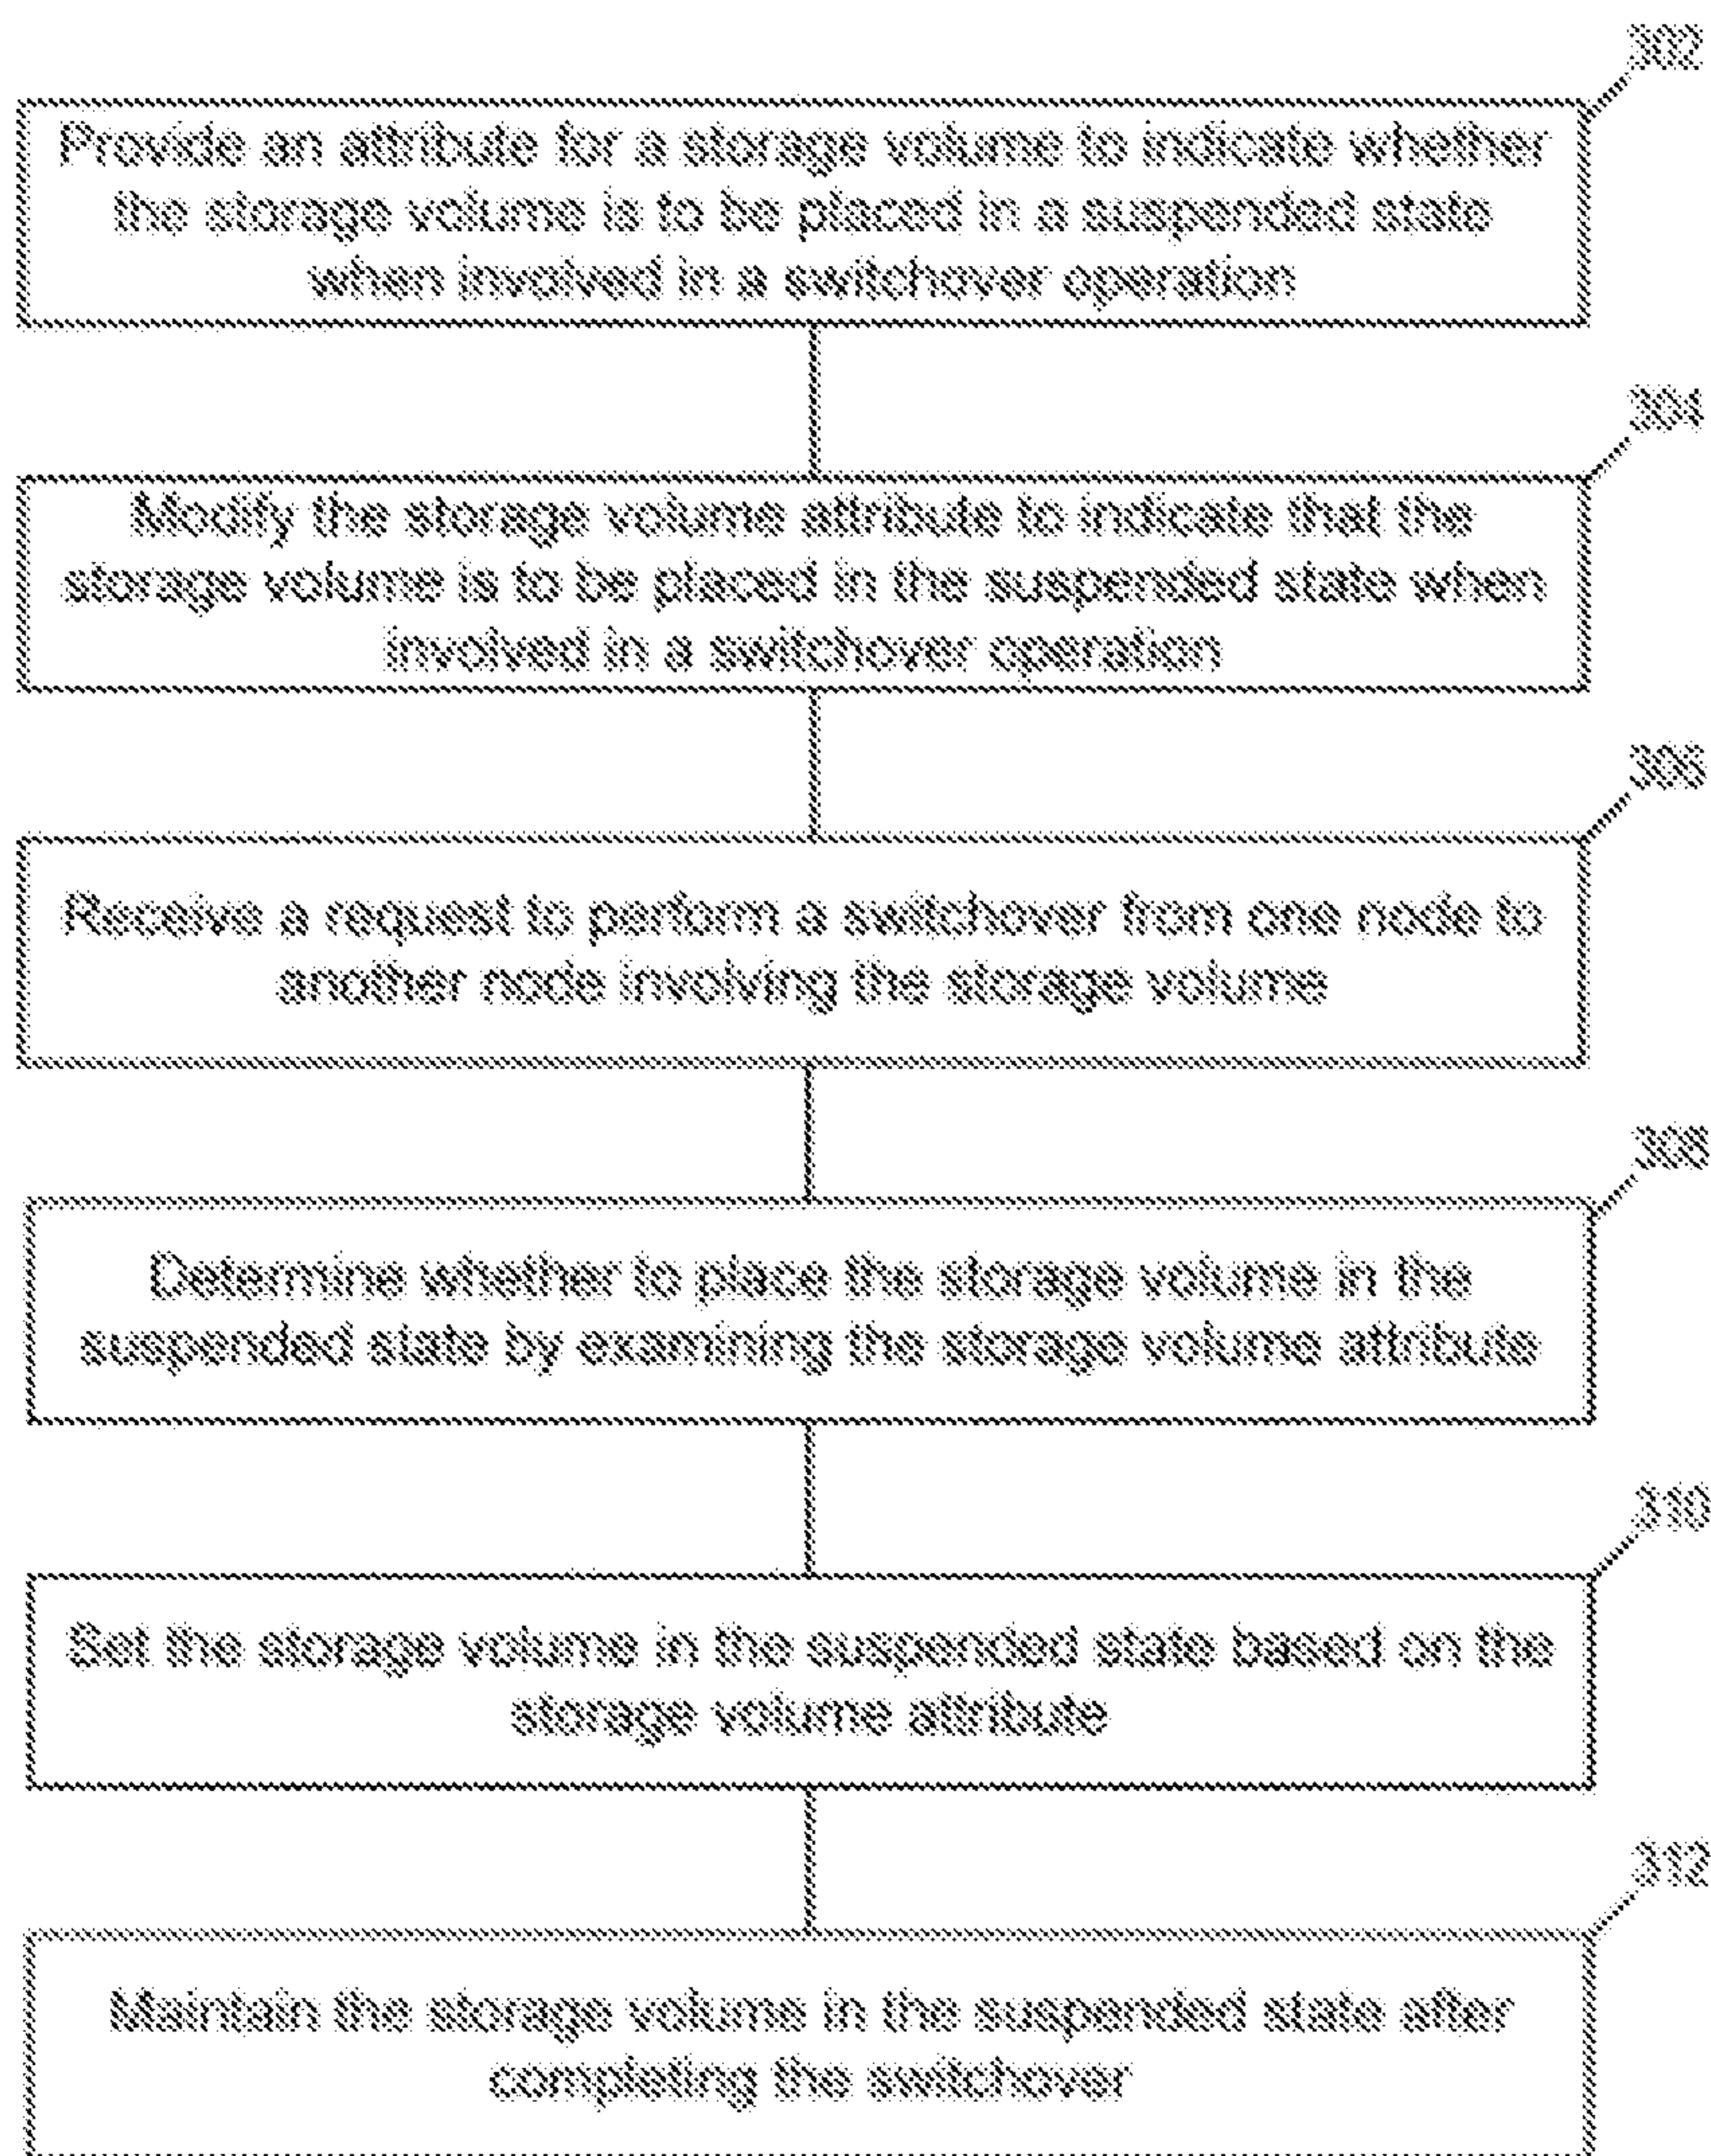 302
Provide an attribute for a storage volume to indicate whether
the storage volume is to be placed in a suspended state
when involved in a switchover operation
304
Modify the storage volume attribute to indicate that the
storage volume is to be placed in the suspended state when
involved in a switchover operation
306
Receive a request to perform a switchover from one node to
another node involving the storage volume
308
Determine whether to place the storage volume in the
suspended state by examining the storage volume attribute
310
Set the storage volume in the suspended state based on the
storage volume attribute
312
Maintain the storage volume in the suspended state after
completing the switchover